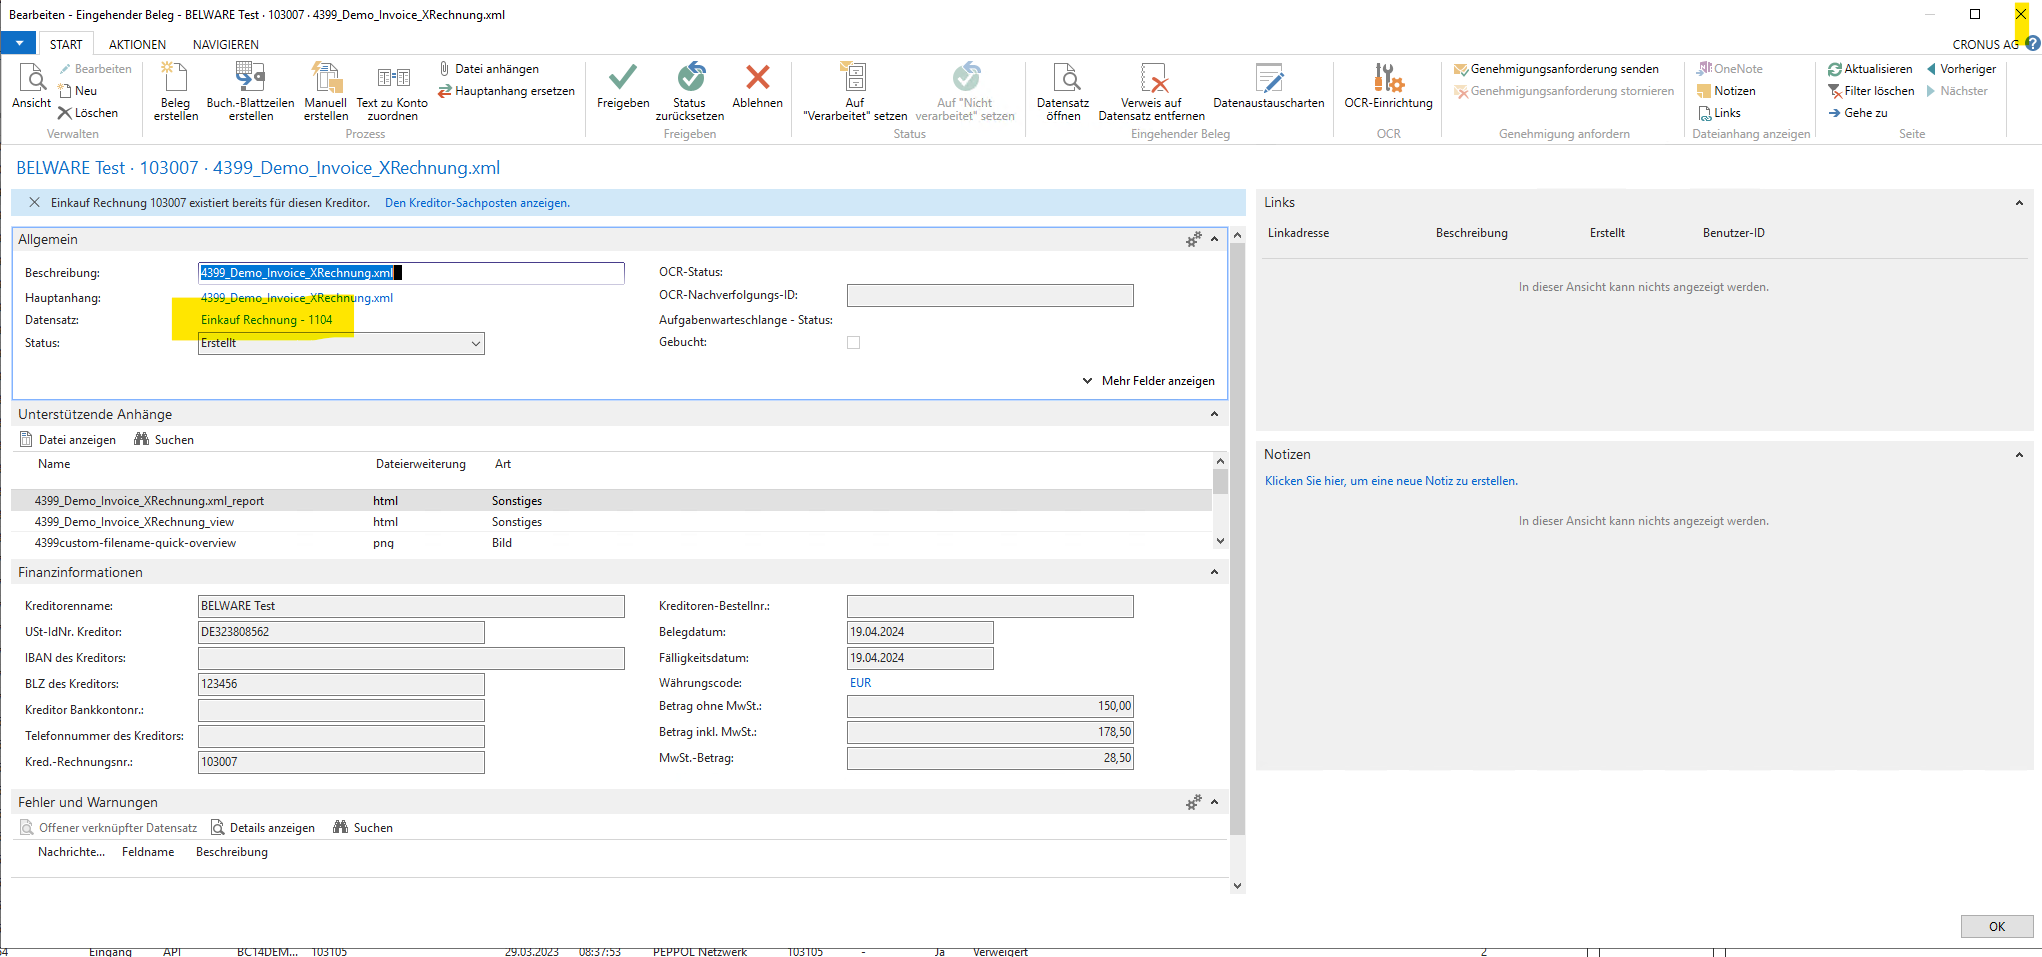 Bearbeiten - Eingehender Beleg - BELWARE Test · 103007 · 4399_Demo_Invoice_XRechnung.xml
START AKTIONEN NAVIGIEREN CRONUS AG ?
Ansicht
Bearbeiten
Neu
Löschen
Verwalten
Beleg erstellen
Buch.-Blattzeilen erstellen
Manuell erstellen
Text zu Konto zuordnen
Datei anhängen
Hauptanhang ersetzen
Prozess
Freigeben
Status zurücksetzen
Ablehnen
Freigeben
Auf "Verarbeitet" setzen
Auf "Nicht verarbeitet" setzen
Status
Datensatz öffnen
Verweis auf Datensatz entfernen
Datenaustauscharten
Eingehender Beleg
OCR-Einrichtung
OCR
Genehmigungsanforderung senden
Genehmigungsanforderung stornieren
Genehmigung anfordern
OneNote
Notizen
Links
Dateianhang anzeigen
Aktualisieren
Filter löschen
Gehe zu
Vorheriger
Nächster
Seite
BELWARE Test · 103007 · 4399_Demo_Invoice_XRechnung.xml
Einkauf Rechnung 103007 existiert bereits für diesen Kreditor. Den Kreditor-Sachposten anzeigen.
Allgemein
Beschreibung: 4399_Demo_Invoice_XRechnung.xml
Hauptanhang: 4399_Demo_Invoice_XRechnung.xml
Datensatz: Einkauf Rechnung - 1104
Status: Erstellt
OCR-Status:
OCR-Nachverfolgungs-ID:
Aufgabenwarteschlange - Status:
Gebucht:
Mehr Felder anzeigen
Unterstützende Anhänge
Datei anzeigen Suchen
Name Dateierweiterung Art
4399_Demo_Invoice_XRechnung.xml_report html Sonstiges
4399_Demo_Invoice_XRechnung_view html Sonstiges
4399custom-filename-quick-overview png Bild
Finanzinformationen
Kreditorenname: BELWARE Test
USt-IdNr. Kreditor: DE323808562
IBAN des Kreditors:
BLZ des Kreditors: 123456
Kreditor Bankkontonr.:
Telefonnummer des Kreditors:
Kred.-Rechnungsnr.: 103007
Kreditoren-Bestellnr.:
Belegdatum: 19.04.2024
Fälligkeitsdatum: 19.04.2024
Währungscode: EUR
Betrag ohne MwSt.: 150,00
Betrag inkl. MwSt.: 178,50
MwSt.-Betrag: 28,50
Fehler und Warnungen
Offener verknüpfter Datensatz Details anzeigen Suchen
Nachrichte... Feldname Beschreibung
Links
Linkadresse Beschreibung Erstellt Benutzer-ID
In dieser Ansicht kann nichts angezeigt werden.
Notizen
Klicken Sie hier, um eine neue Notiz zu erstellen.
In dieser Ansicht kann nichts angezeigt werden.
OK
Eingang API BC14DEM... 103105 29.03.2023 08:37:53 PEPPOL Netzwerk 103105 - Ja Verweigert 2